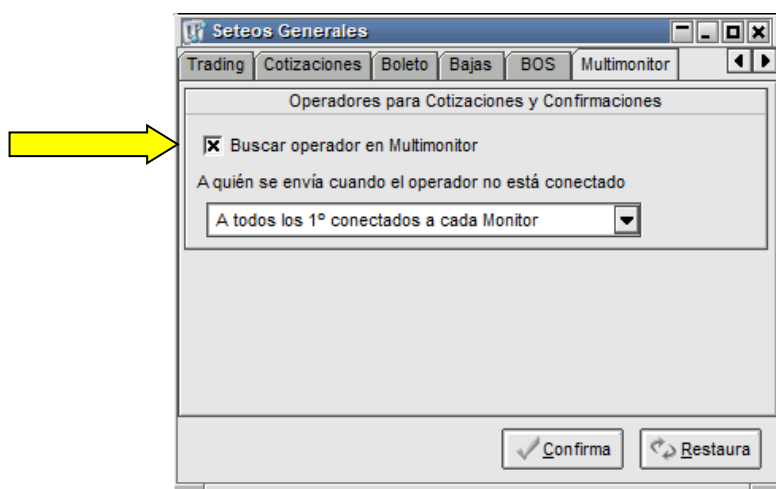 Seteos Generales
Trading Cotizaciones Boleto Bajas BOS Multimonitor
Operadores para Cotizaciones y Confirmaciones
Buscar operador en Multimonitor
A quién se envía cuando el operador no está conectado
A todos los 1º conectados a cada Monitor
Confirma Restaura